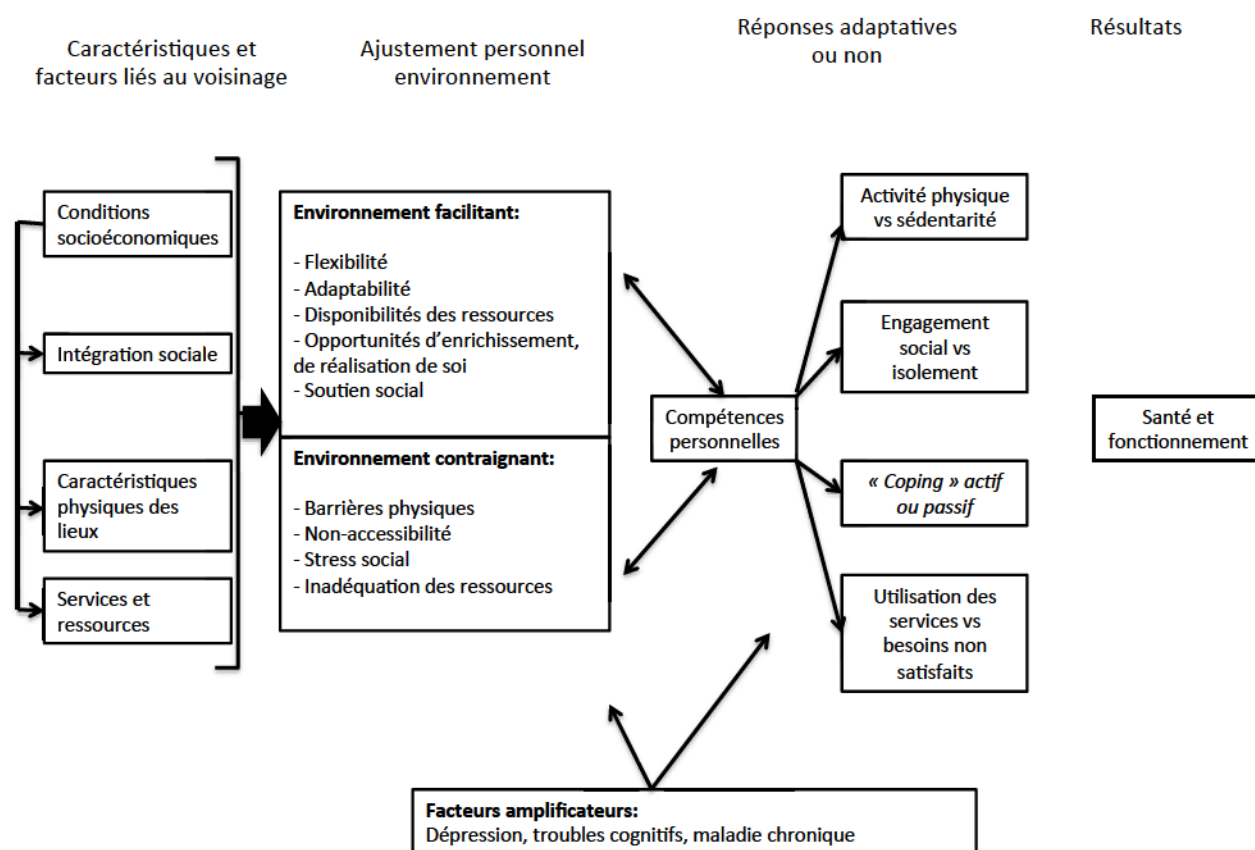 Caractéristiques et
facteurs liés au voisinage
Ajustement personnel
environnement
Réponses adaptatives
ou non
Résultats
Conditions
socioéconomiques
Intégration sociale
Caractéristiques
physiques des
lieux
Services et
ressources
Environnement facilitant:
- Flexibilité
- Adaptabilité
- Disponibilités des ressources
- Opportunités d’enrichissement,
de réalisation de soi
- Soutien social
Environnement contraignant:
- Barrières physiques
- Non-accessibilité
- Stress social
- Inadéquation des ressources
Compétences
personnelles
Activité physique
vs sédentarité
Engagement
social vs
isolement
« Coping » actif
ou passif
Utilisation des
services vs
besoins non
satisfaits
Santé et
fonctionnement
Facteurs amplificateurs:
Dépression, troubles cognitifs, maladie chronique